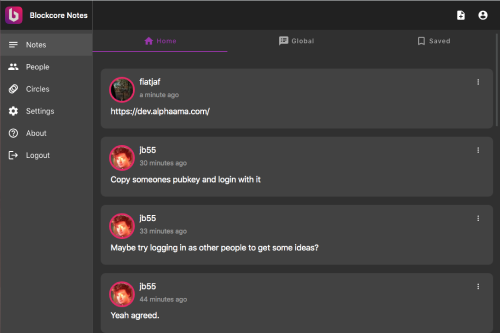 Blockcore Notes
Notes
People
Circles
Settings
About
Logout
Home
Global
Saved
fiatjaf
a minute ago
https://dev.alphaama.com/
jb55
30 minutes ago
Copy someones pubkey and login with it
jb55
33 minutes ago
Maybe try logging in as other people to get some ideas?
jb55
44 minutes ago
Yeah agreed.